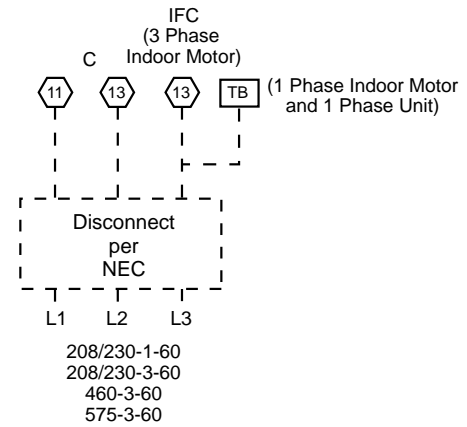 IFC
(3 Phase
Indoor Motor)
C
11
13
13
TB
(1 Phase Indoor Motor
and 1 Phase Unit)
Disconnect
per
NEC
L1
L2
L3
208/230-1-60
208/230-3-60
460-3-60
575-3-60